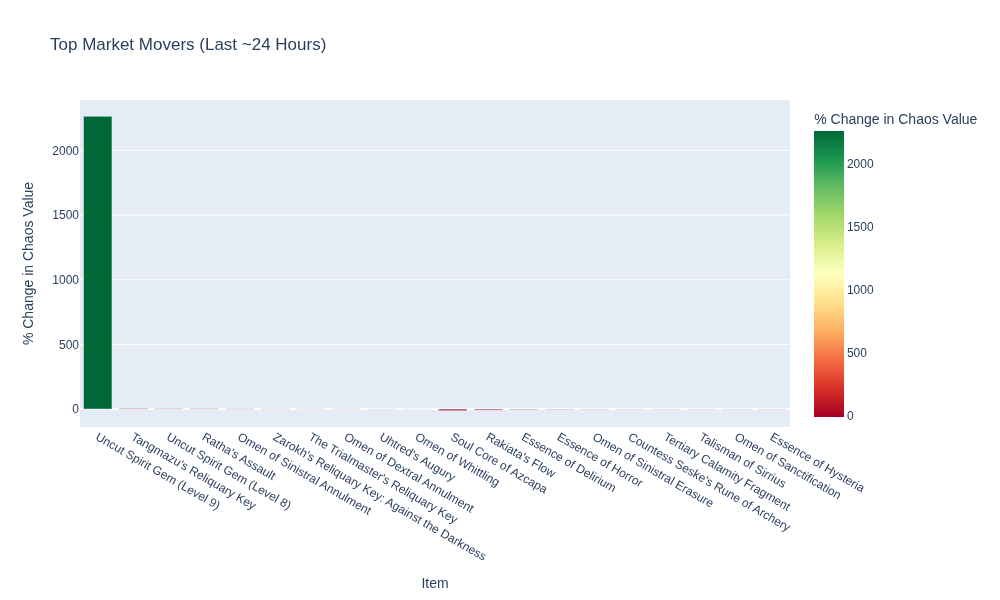 Top Market Movers (Last ~24 Hours)
% Change in Chaos Value
2000
1500
1000
500
0
% Change in Chaos Value
2000
1500
1000
500
0
Uncut Spirit Gem (Level 9)
Tangmazu's Reliquary Key
Uncut Spirit Gem (Level 8)
Ratha's Assault
Omen of Sinistral Annulment
Zarokh's Reliquary Key: Against the Darkness
The Trialmaster's Reliquary Key
Omen of Dextral Annulment
Uhtred's Augury
Omen of Whittling
Soul Core of Azcapa
Rakiata's Flow
Essence of Delirium
Essence of Horror
Omen of Sinistral Erasure
Countess Seske's Rune of Archery
Tertiary Calamity Fragment
Talisman of Sirrius
Omen of Sanctification
Essence of Hysteria
Item